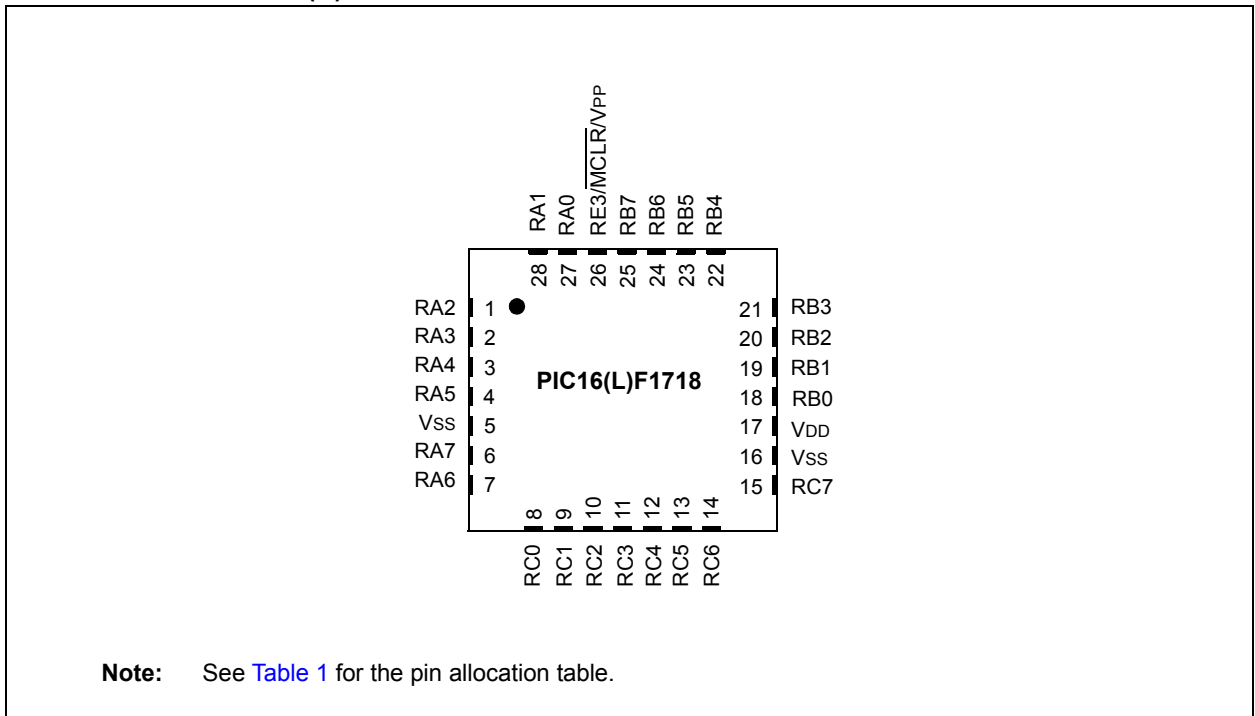 RA1
RA0
RE3/MCLR/VPP
RB7
RB6
RB5
RB4
28
27
26
25
24
23
22
RA2 1
RA3 2
RA4 3
RA5 4
VSS 5
RA7 6
RA6 7
PIC16(L)F1718
21 RB3
20 RB2
19 RB1
18 RB0
17 VDD
16 VSS
15 RC7
8
9
10
11
12
13
14
RC0
RC1
RC2
RC3
RC4
RC5
RC6
Note: See Table 1 for the pin allocation table.